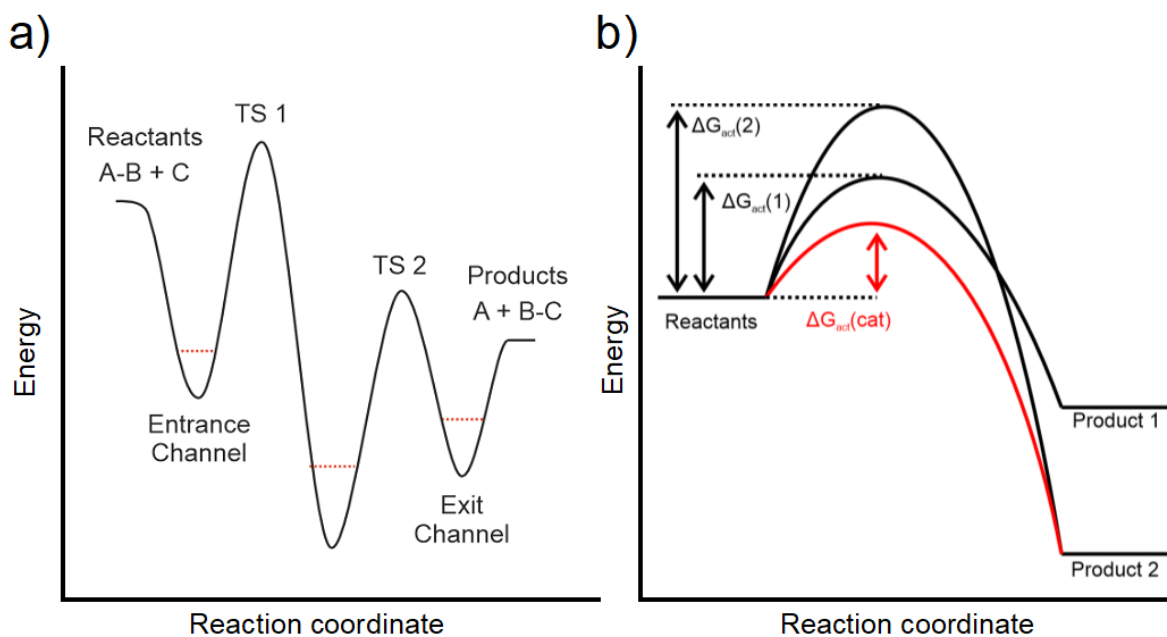 a)
Reactants
A-B + C
TS 1
TS 2
Products
A + B-C
Entrance
Channel
Exit
Channel
Energy
Reaction coordinate
b)
ΔGact(2)
ΔGact(1)
Reactants
ΔGact(cat)
Product 1
Product 2
Energy
Reaction coordinate